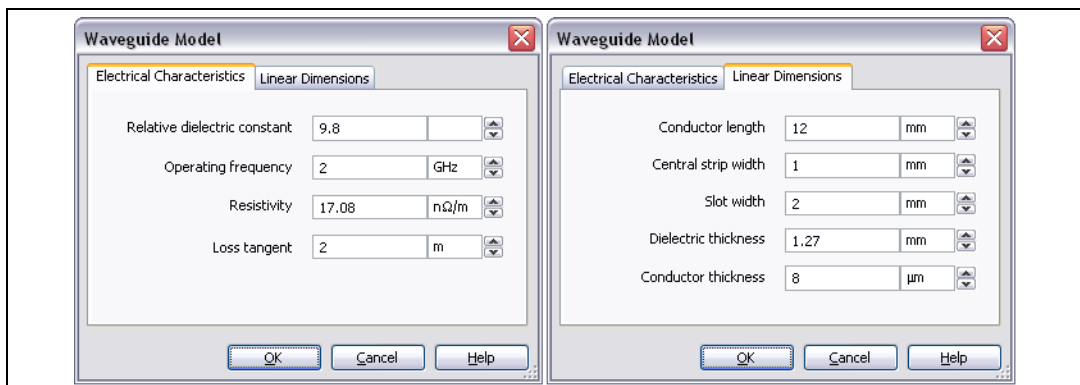 Waveguide Model
Electrical Characteristics Linear Dimensions
Relative dielectric constant 9.8
Operating frequency 2 GHz
Resistivity 17.08 nΩ/m
Loss tangent 2 m
OK Cancel Help
Waveguide Model
Electrical Characteristics Linear Dimensions
Conductor length 12 mm
Central strip width 1 mm
Slot width 2 mm
Dielectric thickness 1.27 mm
Conductor thickness 8 µm
OK Cancel Help